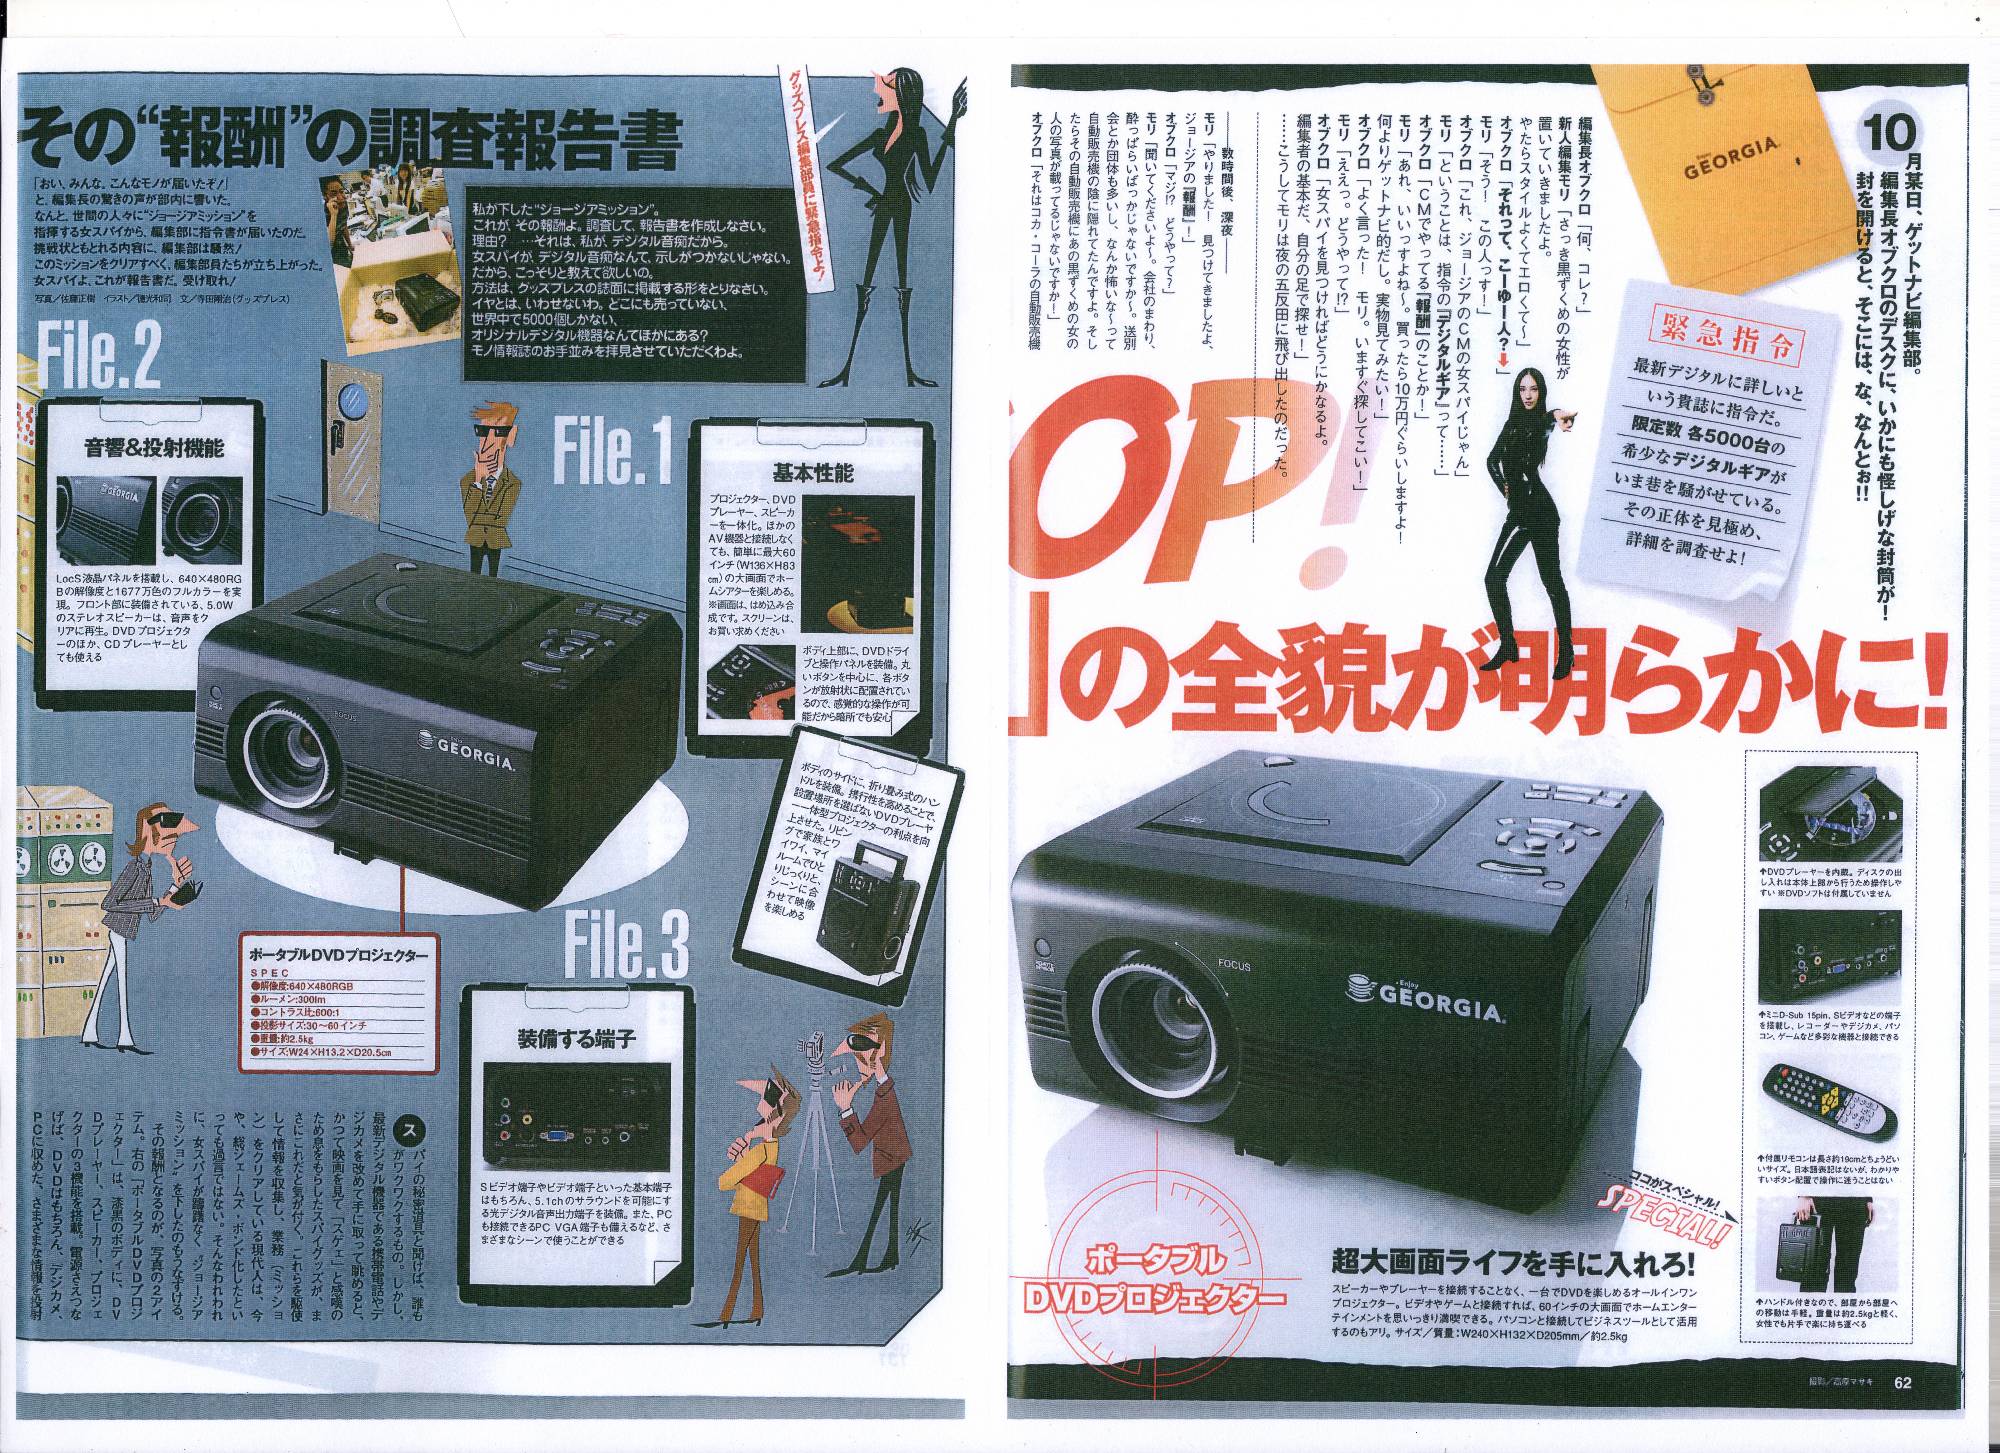 その“報酬”の調査報告書
「おい、みんな。こんなモノが届いたぞ！」
と、編集長の驚きの声が部内に響いた。
なんと、世間の人々に“ジョージアミッション”を
指揮する女スパイから、編集部に指令書が届いたのだ。
挑戦状ともとれる内容に、編集部は騒然！
このミッションをクリアすべく、編集部員たちが立ち上がった。
女スパイよ、これが報告書だ。受け取れ！
写真／佐藤正樹　イラスト／徳光和司　文／寺田剛治（グッズプレス）
グッズプレス編集部員に緊急指令よ！
私が下した“ジョージアミッション”。
これが、その報酬よ。調査して、報告書を作成しなさい。
理由？　…それは、私が、デジタル音痴だから。
女スパイが、デジタル音痴なんて、示しがつかないじゃない。
だから、こっそりと教えて欲しいの。
方法は、グッズプレスの誌面に掲載する形をとりなさい。
イヤとは、いわせないわ。どこにも売っていない、
世界中で5000個しかない、
オリジナルデジタル機器なんてほかにある？
モノ情報誌のお手並みを拝見させていただくわよ。
File.2
音響&投射機能
GEORGIA
LocS液晶パネルを搭載し、640×480RG
Bの解像度と1677万色のフルカラーを実
現。フロント部に装備されている、5.0W
のステレオスピーカーは、音声をク
リアに再生。DVDプロジェクタ
ーのほか、CDプレーヤーとし
ても使える
File.1
基本性能
プロジェクター、DVD
プレーヤー、スピーカ
ーを一体化。ほかの
AV機器と接続しなく
ても、簡単に最大60
インチ（W136×H83
㎝）の大画面でホー
ムシアターを楽しめる。
※画面は、はめ込み合
成です。スクリーンは、
お買い求めください
ボディ上部に、DVDドライ
ブと操作パネルを装備。丸
いボタンを中心に、各ボタ
ンが放射状に配置されてい
るので、感覚的な操作が可
能だから暗所でも安心
ボディのサイドに、折り畳み式のハン
ドルを装備。携行性を高めることで、
設置場所を選ばないDVDプレーヤ
ー一体型プロジェクターの利点を向
上させた。リビン
グで家族とワ
イワイ、マイ
ルームでひと
りじっくりと、
シーンに合
わせて映像
を楽しめる
FOCUS
Enjoy
GEORGIA.
ポータブルDVDプロジェクター
SPEC
●解像度:640×480RGB
●ルーメン:300lm
●コントラス比:600:1
●投影サイズ:30〜60インチ
●重量:約2.5kg
●サイズ:W24×H13.2×D20.5㎝
File.3
装備する端子
Sビデオ端子やビデオ端子といった基本端子
はもちろん、5.1chのサラウンドを可能にす
る光デジタル音声出力端子を装備。また、PC
も接続できるPC VGA端子も備えるなど、さ
まざまなシーンで使うことができる
スパイの秘密道具と聞けば、誰も
がワクワクするもの。しかし、
最新デジタル機器である携帯電話やデ
ジカメを改めて手に取って眺めると、
かつて映画を見て「スゲェ」と感嘆の
ため息をもらしたスパイグッズが、ま
さにこれだと気が付く。これらを駆使
して情報を収集し、業務（ミッショ
ン）をクリアしている現代人は、今
や、総ジェームズ・ボンド化したとい
っても過言ではない。そんなわれわれ
に、女スパイが躊躇なく“ジョージア
ミッション”を下したのもうなずける。
その報酬となるのが、写真の2アイ
テム。右の「ポータブルDVDプロジ
ェクター」は、漆黒のボディに、DV
Dプレーヤー、スピーカー、プロジェ
クターの3機能を搭載。電源さえつな
げば、DVDはもちろん、デジカメ、
PCに収めた、さまざまな情報を投射
10月某日、ゲットナビ編集部。
編集長オブクロのデスクに、いかにも怪しげな封筒が！
封を開けると、そこには、な、なんとぉ!!
GEORGIA
緊急指令
最新デジタルに詳しいと
いう貴誌に指令だ。
限定数 各5000台の
希少なデジタルギアが
いま巷を騒がせている。
その正体を見極め、
詳細を調査せよ！
編集長オブクロ「何、コレ？」
新人編集モリ「さっき黒ずくめの女性が
置いていきましたよ。
やたらスタイルよくてエロくて〜」
オブクロ「それって、こーゆー人？➡」
モリ「そう！　この人っす！」
オブクロ「これ、ジョージアのCMの女スパイじゃん」
モリ「ということは、指令の『デジタルギア』って……」
オブクロ「CMでやってる『報酬』のことか！」
モリ「あれ、いいっすよね〜。買ったら10万円ぐらいしますよ！
何よりゲットナビ的だし。実物見てみたい！」
オブクロ「よく言った！　モリ。いますぐ探してこい！」
モリ「ええっ。どうやって!?」
オブクロ「女スパイを見つければどうにかなるよ。
編集者の基本だ、自分の足で探せ！」
……こうしてモリは夜の五反田に飛び出したのだった。
――――数時間後、深夜――――
モリ「やりました！　見つけてきましたよ、
ジョージアの『報酬』！」
オブクロ「マジ!?　どうやって？」
モリ「聞いてくださいよ〜。会社のまわり、
酔っぱらいばっかじゃないですか〜。送別
会とか団体も多いし、なんか怖いな〜って
自動販売機の陰に隠れてたんですよ。そし
たらその自動販売機にあの黒ずくめの女の
人の写真が載ってるじゃないですか！」
オブクロ「それはコカ・コーラの自動販売機
OP!
」の全貌が明らかに！
FOCUS
Enjoy
GEORGIA.
ココがスペシャル！
SPECIAL!
ポータブル
DVDプロジェクター
超大画面ライフを手に入れろ！
スピーカーやプレーヤーを接続することなく、一台でDVDを楽しめるオールインワン
プロジェクター。ビデオやゲームと接続すれば、60インチの大画面でホームエンター
テインメントを思いっきり満喫できる。パソコンと接続してビジネスツールとして活用
するのもアリ。サイズ／質量：W240×H132×D205mm／約2.5kg
↑DVDプレーヤーを内蔵。ディスクの出
し入れは本体上部から行うため操作しや
すい ※DVDソフトは付属していません
↑ミニD-Sub 15pin、Sビデオなどの端子
を搭載し、レコーダーやデジカメ、パソ
コン、ゲームなど多彩な機器と接続できる
↑付属リモコンは長さ約19cmとちょうどい
いサイズ。日本語表記はないが、わかりや
すいボタン配置で操作に迷うことはない
↑ハンドル付きなので、部屋から部屋へ
の移動は手軽。重量は約2.5kgと軽く、
女性でも片手で楽に持ち運べる
撮影／高原マサキ
62